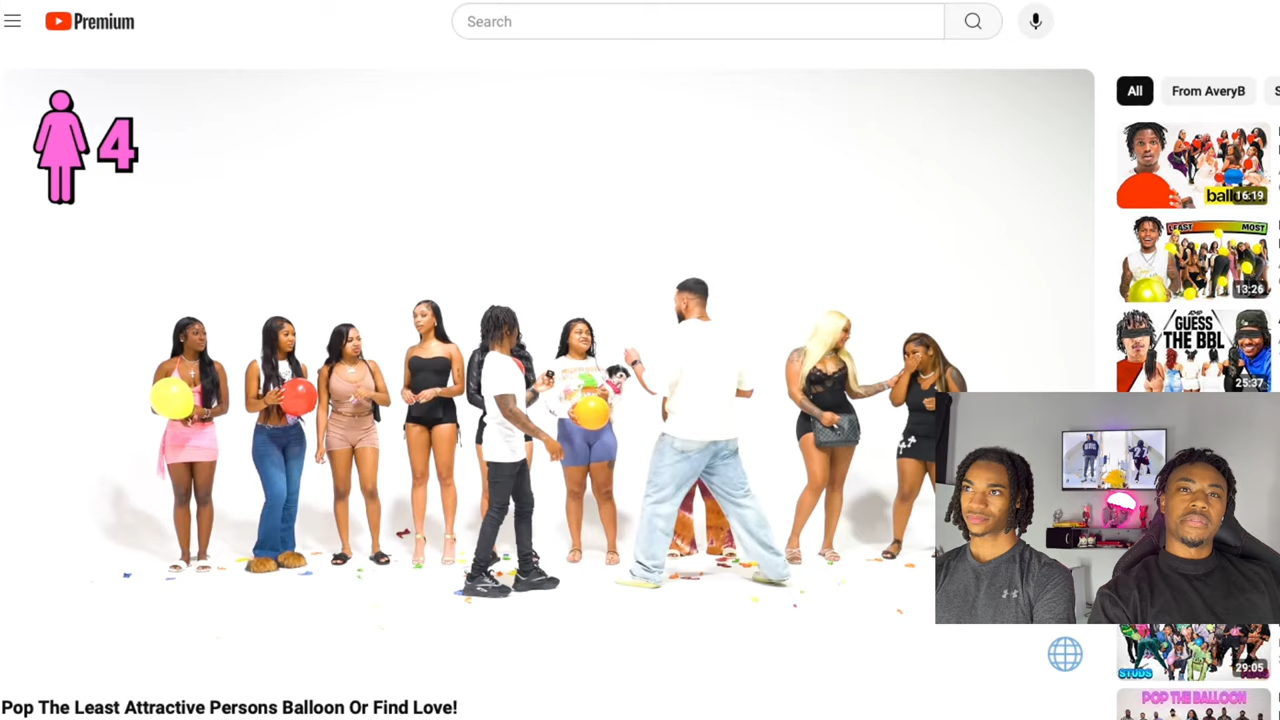 Premium
Search
4
All
From AveryB
16:19
LEAST
MOST
13:26
GUESS
THE BBL
25:37
STUDS
29:05
POP THE BALLOON
Pop The Least Attractive Persons Balloon Or Find Love!